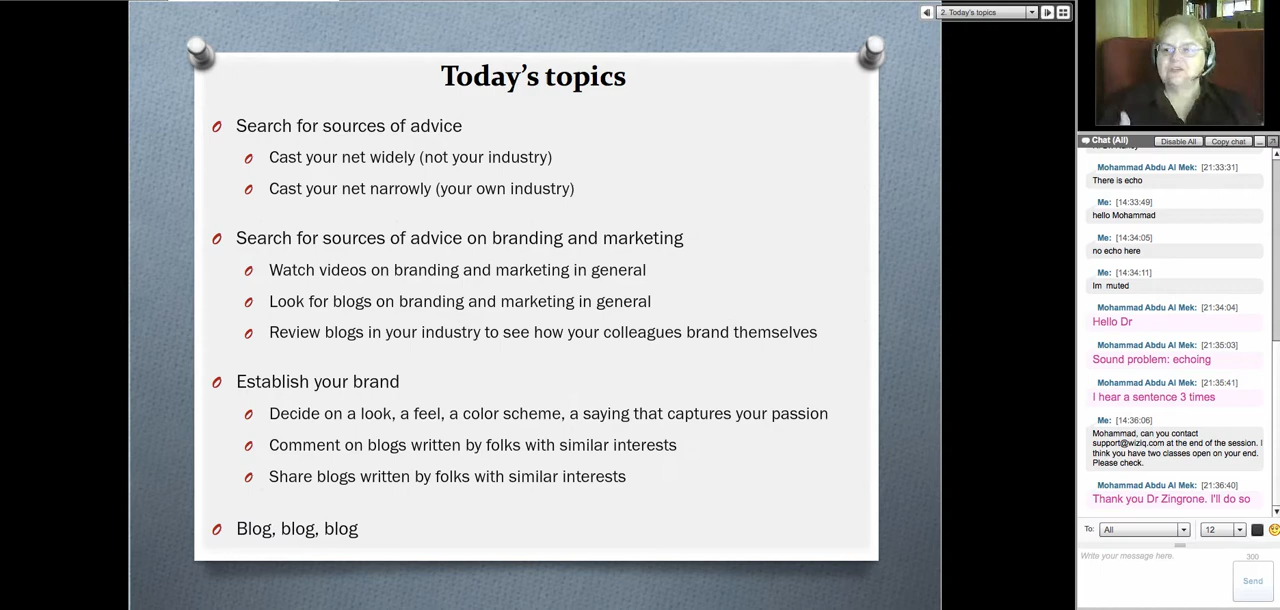 2. Today's topics
Today's topics
Search for sources of advice
Cast your net widely (not your industry)
Cast your net narrowly (your own industry)
Search for sources of advice on branding and marketing
Watch videos on branding and marketing in general
Look for blogs on branding and marketing in general
Review blogs in your industry to see how your colleagues brand themselves
Establish your brand
Decide on a look, a feel, a color scheme, a saying that captures your passion
Comment on blogs written by folks with similar interests
Share blogs written by folks with similar interests
Blog, blog, blog
Chat (All)
Disable All
Copy chat
Mohammad Abdu Al Mek: [21:33:31]
There is echo
Me: [14:33:49]
hello Mohammad
Me: [14:34:05]
no echo here
Me: [14:34:11]
Im muted
Mohammad Abdu Al Mek: [21:34:04]
Hello Dr
Mohammad Abdu Al Mek: [21:35:03]
Sound problem: echoing
Mohammad Abdu Al Mek: [21:35:41]
I hear a sentence 3 times
Me: [14:36:06]
Mohammad, can you contact
support@wiziq.com at the end of the session. I
think you have two classes open on your end.
Please check.
Mohammad Abdu Al Mek: [21:36:40]
Thank you Dr Zingrone. I'll do so
To: All 12
Write your message here.
300
Send